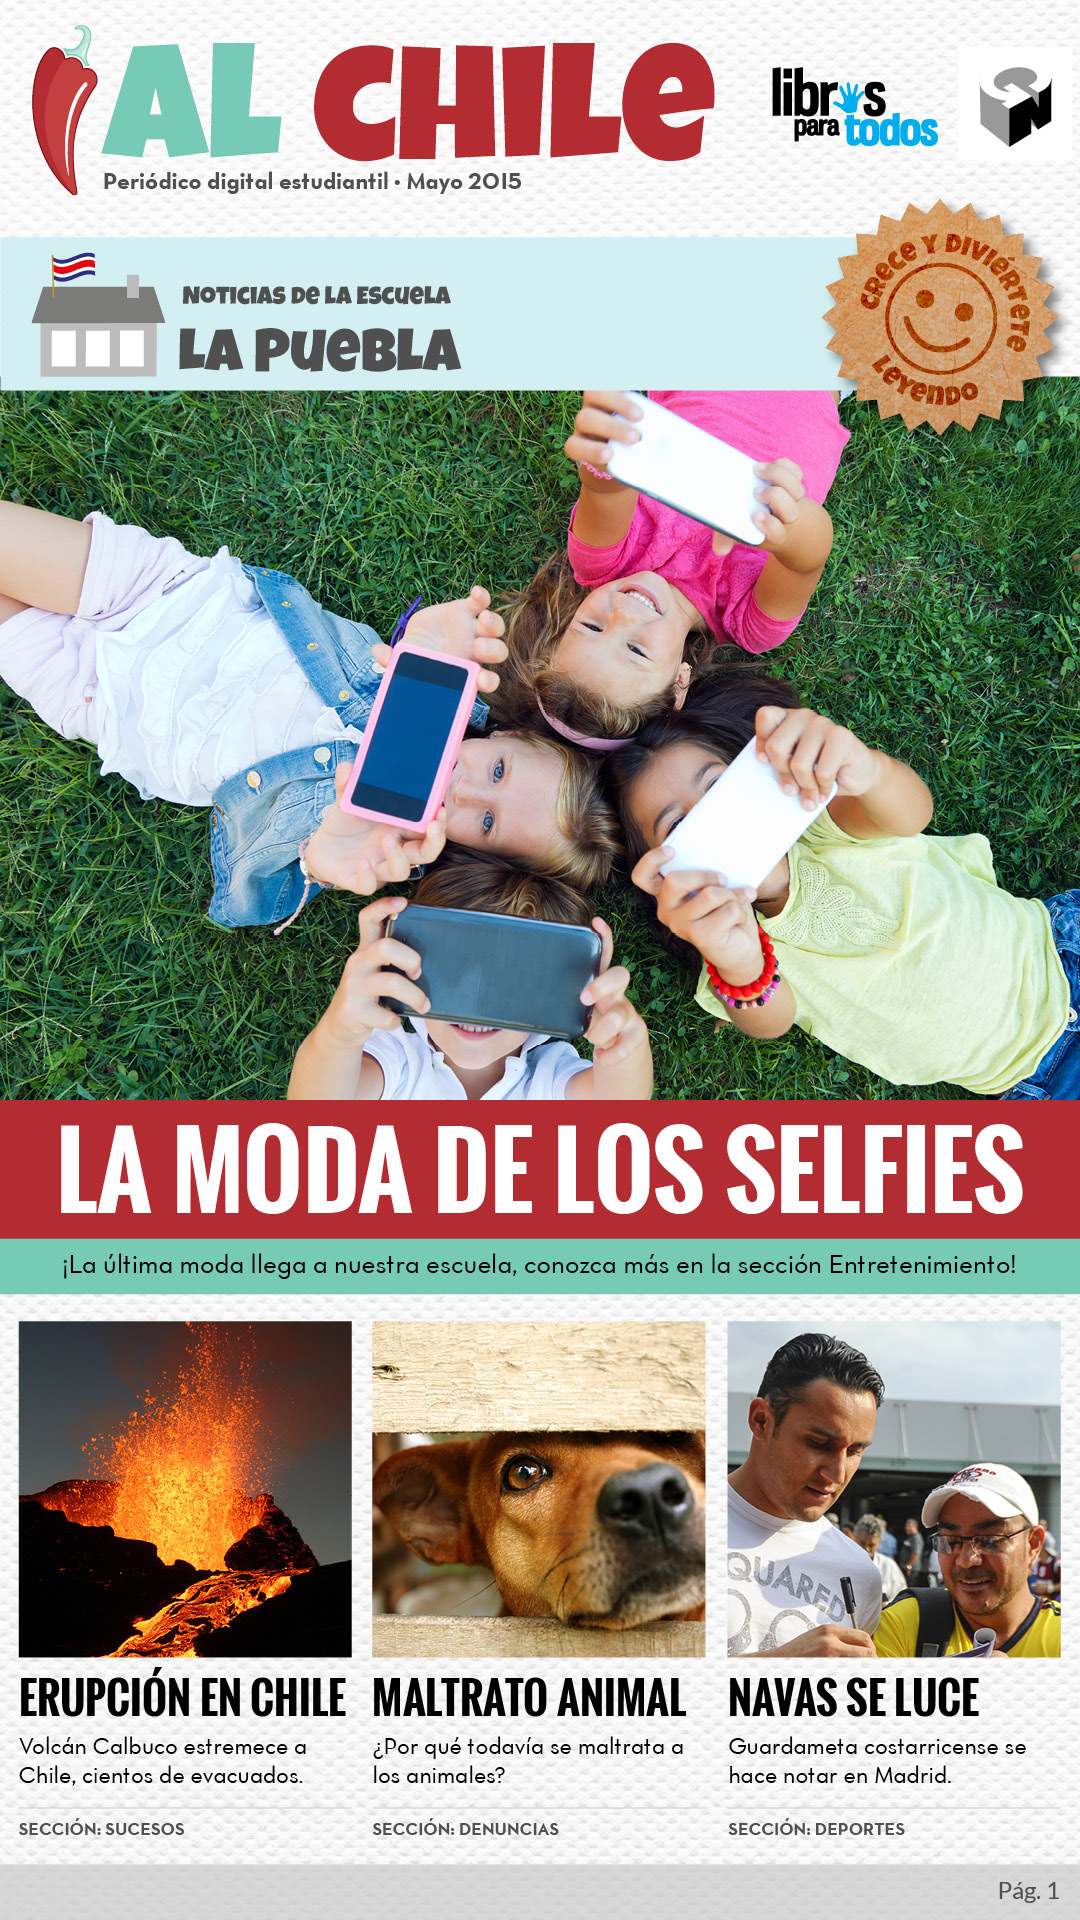 AL CHILE
Periódico digital estudiantil • Mayo 2015
libros
para todos
GN
NOTICIAS DE LA ESCUELA
LA PUEBLA
CRECE Y DIVIÉRTETE
LEYENDO
LA MODA DE LOS SELFIES
¡La última moda llega a nuestra escuela, conozca más en la sección Entretenimiento!
QUARED
ERUPCIÓN EN CHILE
Volcán Calbuco estremece a
Chile, cientos de evacuados.
SECCIÓN: SUCESOS
MALTRATO ANIMAL
¿Por qué todavía se maltrata a
los animales?
SECCIÓN: DENUNCIAS
NAVAS SE LUCE
Guardameta costarricense se
hace notar en Madrid.
SECCIÓN: DEPORTES
Pág. 1